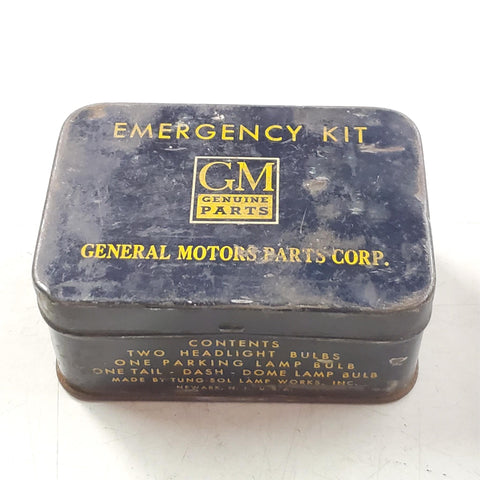 EMERGENCY KIT
GM
GENUINE
PARTS
GENERAL MOTORS PARTS CORP.
CONTENTS
TWO HEADLIGHT BULBS
ONE PARKING LAMP BULB
ONE TAIL - DASH - DOME LAMP BULB
MADE BY TUNG-SOL LAMP WORKS, INC.
NEWARK, N. J. U.S.A.